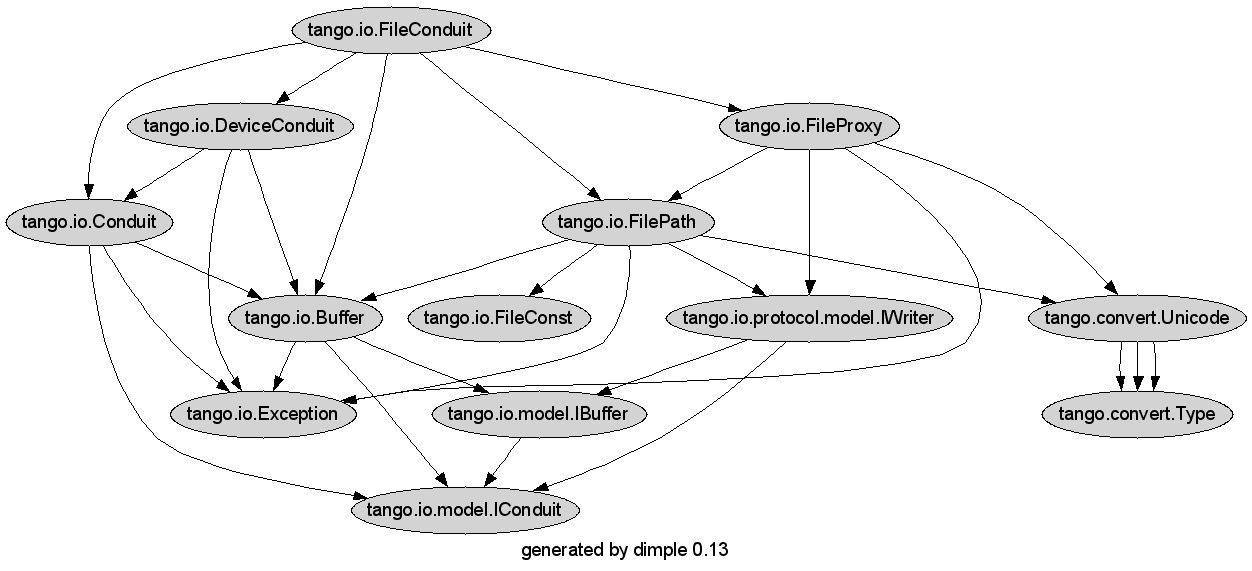 tango.io.FileConduit
tango.io.DeviceConduit
tango.io.FileProxy
tango.io.Conduit
tango.io.FilePath
tango.io.Buffer
tango.io.FileConst
tango.io.protocol.model.IWriter
tango.convert.Unicode
tango.io.Exception
tango.io.model.IBuffer
tango.convert.Type
tango.io.model.IConduit
generated by dimple 0.13